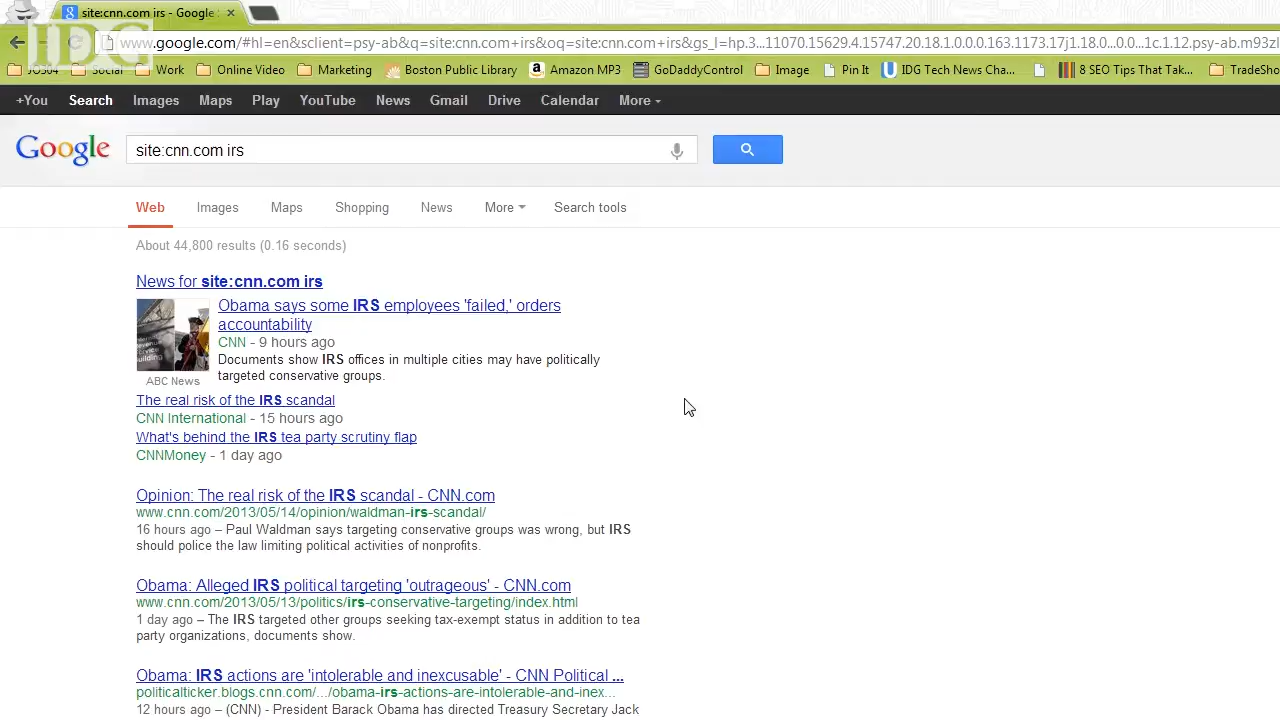 site:cnn.com irs - Google
IDG
www.google.com/#hl=en&sclient=psy-ab&q=site:cnn.com+irs&oq=site:cnn.com+irs&gs_l=hp.3...11070.15629.4.15747.20.18.1.0.0.0.163.1173.17j1.18.0...0.0...1c.1.12.psy-ab.m93zl
JO304 Social Work Online Video Marketing Boston Public Library Amazon MP3 GoDaddyControl Image Pin It IDG Tech News Cha... 8 SEO Tips That Tak... TradeSho
+You Search Images Maps Play YouTube News Gmail Drive Calendar More
Google site:cnn.com irs
Web Images Maps Shopping News More Search tools
About 44,800 results (0.16 seconds)
News for site:cnn.com irs
Obama says some IRS employees 'failed,' orders
accountability
CNN - 9 hours ago
Documents show IRS offices in multiple cities may have politically
targeted conservative groups.
ABC News
The real risk of the IRS scandal
CNN International - 15 hours ago
What's behind the IRS tea party scrutiny flap
CNNMoney - 1 day ago
Opinion: The real risk of the IRS scandal - CNN.com
www.cnn.com/2013/05/14/opinion/waldman-irs-scandal/
16 hours ago – Paul Waldman says targeting conservative groups was wrong, but IRS
should police the law limiting political activities of nonprofits.
Obama: Alleged IRS political targeting 'outrageous' - CNN.com
www.cnn.com/2013/05/13/politics/irs-conservative-targeting/index.html
1 day ago – The IRS targeted other groups seeking tax-exempt status in addition to tea
party organizations, documents show.
Obama: IRS actions are 'intolerable and inexcusable' - CNN Political ...
politicalticker.blogs.cnn.com/.../obama-irs-actions-are-intolerable-and-inex...
12 hours ago – (CNN) - President Barack Obama has directed Treasury Secretary Jack